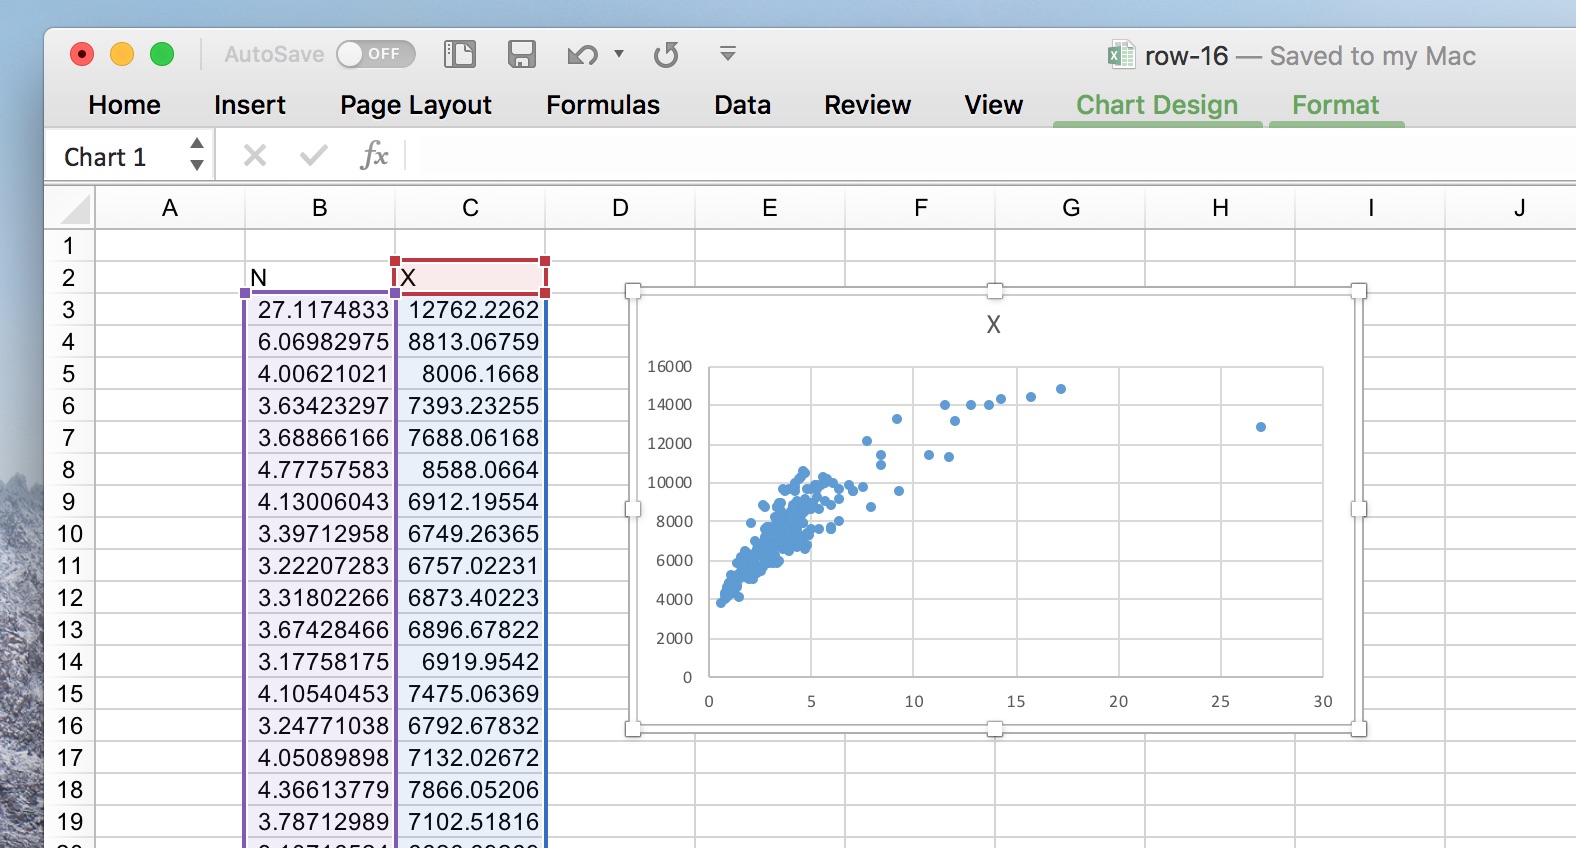 AutoSave OFF
row-16 — Saved to my Mac
Home Insert Page Layout Formulas Data Review View Chart Design Format
Chart 1 fx
A B C D E F G H I J
1
2 N X
3 27.1174833 12762.2262
4 6.06982975 8813.06759
5 4.00621021 8006.1668
6 3.63423297 7393.23255
7 3.68866166 7688.06168
8 4.77757583 8588.0664
9 4.13006043 6912.19554
10 3.39712958 6749.26365
11 3.22207283 6757.02231
12 3.31802266 6873.40223
13 3.67428466 6896.67822
14 3.17758175 6919.9542
15 4.10540453 7475.06369
16 3.24771038 6792.67832
17 4.05089898 7132.02672
18 4.36613779 7866.05206
19 3.78712989 7102.51816
X
16000
14000
12000
10000
8000
6000
4000
2000
0
0 5 10 15 20 25 30